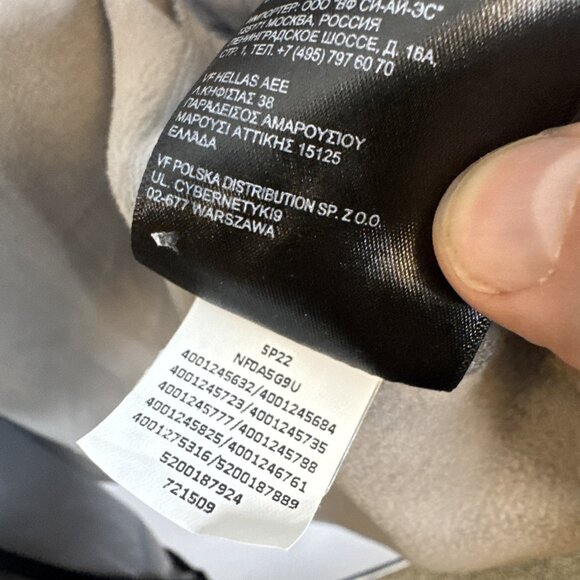 ИМПОРТЕР: ООО "ВФ СИ-АЙ-ЭС"
МОСКВА, РОССИЯ
ЛЕНИНГРАДСКОЕ ШОССЕ, Д. 16А,
СТР. 1, ТЕЛ. +7 (495) 797 60 70
VF HELLAS AEE
Λ.ΚΗΦΙΣΙΑΣ 38
ΠΑΡΑΔΕΙΣΟΣ ΑΜΑΡΟΥΣΙΟΥ
ΜΑΡΟΥΣΙ ΑΤΤΙΚΗΣ 15125
ΕΛΛΑΔΑ
VF POLSKA DISTRIBUTION SP. Z O.O.
UL. CYBERNETYKI9
02-677 WARSZAWA
SP22
NF0A5G9U
4001245632/4001245684
4001245723/4001245735
4001245777/4001245798
4001245825/4001246761
4001275316/5200187889
5200187924
721509